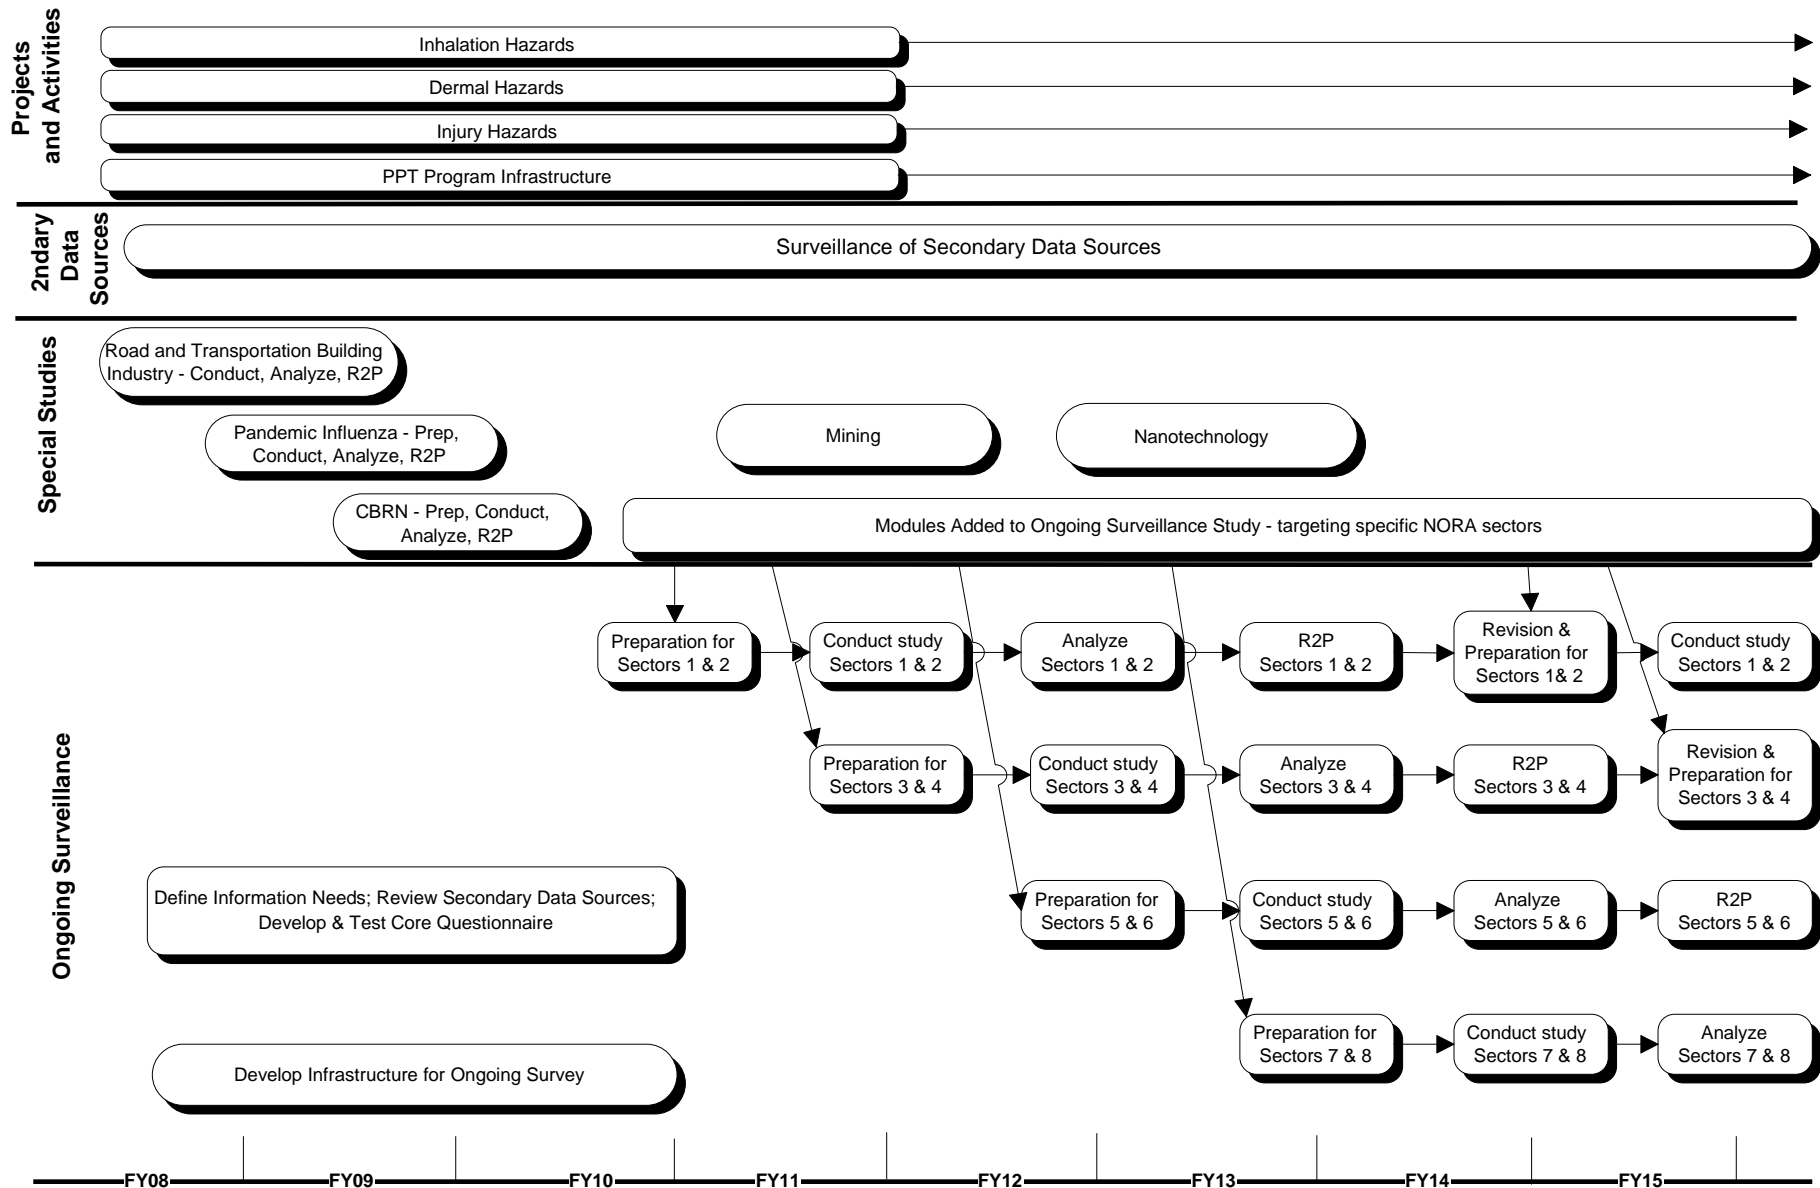 Projects
and Activities
Inhalation Hazards
Dermal Hazards
Injury Hazards
PPT Program Infrastructure
2ndary
Data
Sources
Surveillance of Secondary Data Sources
Special Studies
Road and Transportation Building
Industry - Conduct, Analyze, R2P
Pandemic Influenza - Prep,
Conduct, Analyze, R2P
CBRN - Prep, Conduct,
Analyze, R2P
Mining
Nanotechnology
Modules Added to Ongoing Surveillance Study - targeting specific NORA sectors
Ongoing Surveillance
Preparation for
Sectors 1 & 2
Conduct study
Sectors 1 & 2
Analyze
Sectors 1 & 2
R2P
Sectors 1 & 2
Revision &
Preparation for
Sectors 1& 2
Conduct study
Sectors 1 & 2
Preparation for
Sectors 3 & 4
Conduct study
Sectors 3 & 4
Analyze
Sectors 3 & 4
R2P
Sectors 3 & 4
Revision &
Preparation for
Sectors 3 & 4
Define Information Needs; Review Secondary Data Sources;
Develop & Test Core Questionnaire
Preparation for
Sectors 5 & 6
Conduct study
Sectors 5 & 6
Analyze
Sectors 5 & 6
R2P
Sectors 5 & 6
Develop Infrastructure for Ongoing Survey
Preparation for
Sectors 7 & 8
Conduct study
Sectors 7 & 8
Analyze
Sectors 7 & 8
FY08
FY09
FY10
FY11
FY12
FY13
FY14
FY15